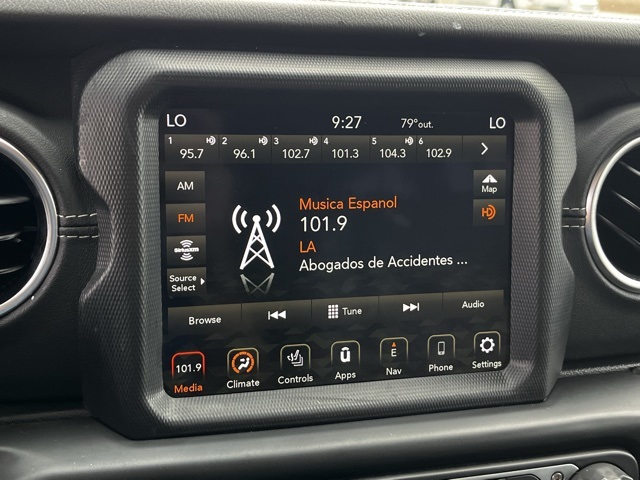 LO 9:27 79°out. LO
1 2 3 4 5 6
95.7 96.1 102.7 101.3 104.3 102.9
AM
Map
Musica Espanol
FM
101.9
LA
SiriusXM
Abogados de Accidentes ...
Source
Select
Browse Tune Audio
101.9 E
Media Climate Controls Apps Nav Phone Settings